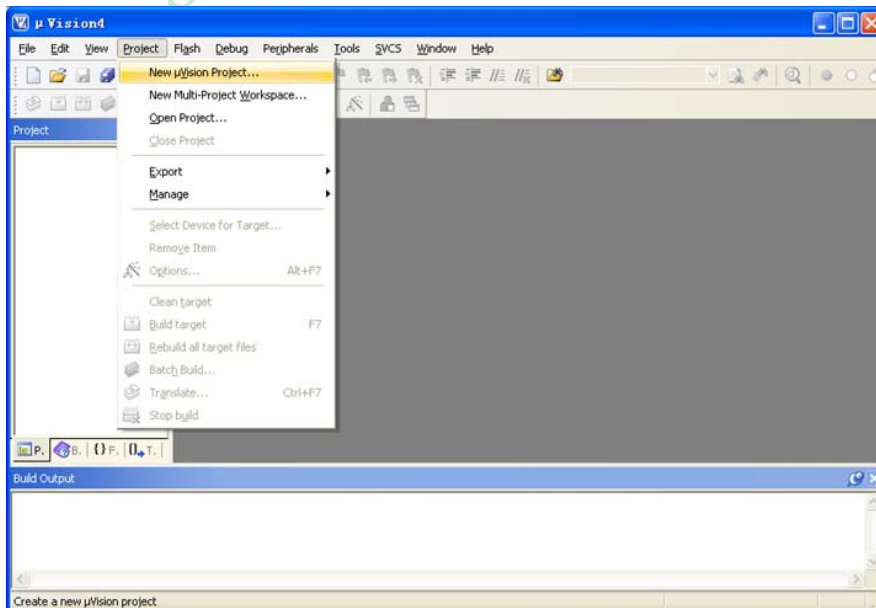 µ Vision4
File Edit View Project Flash Debug Peripherals Tools SVCS Window Help
New µVision Project...
New Multi-Project Workspace...
Open Project...
Close Project
Export
Manage
Select Device for Target...
Remove Item
Options... Alt+F7
Clean target
Build target F7
Rebuild all target files
Batch Build...
Translate... Ctrl+F7
Stop build
Project
P. B. {} F. 0 T.
Build Output
Create a new µVision project